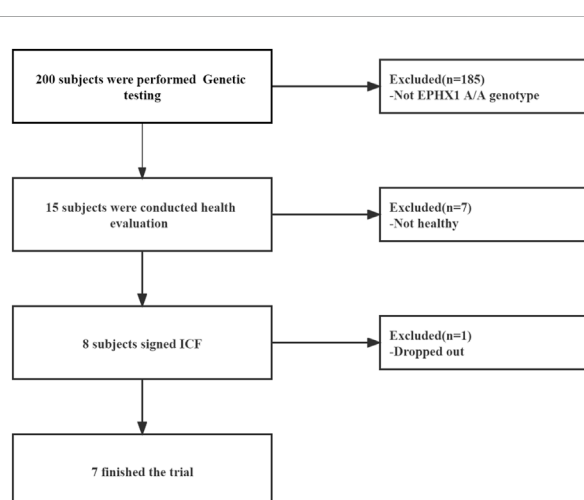 200 subjects were performed Genetic
testing
Excluded(n=185)
-Not EPHX1 A/A genotype
15 subjects were conducted health
evaluation
Excluded(n=7)
-Not healthy
8 subjects signed ICF
Excluded(n=1)
-Dropped out
7 finished the trial